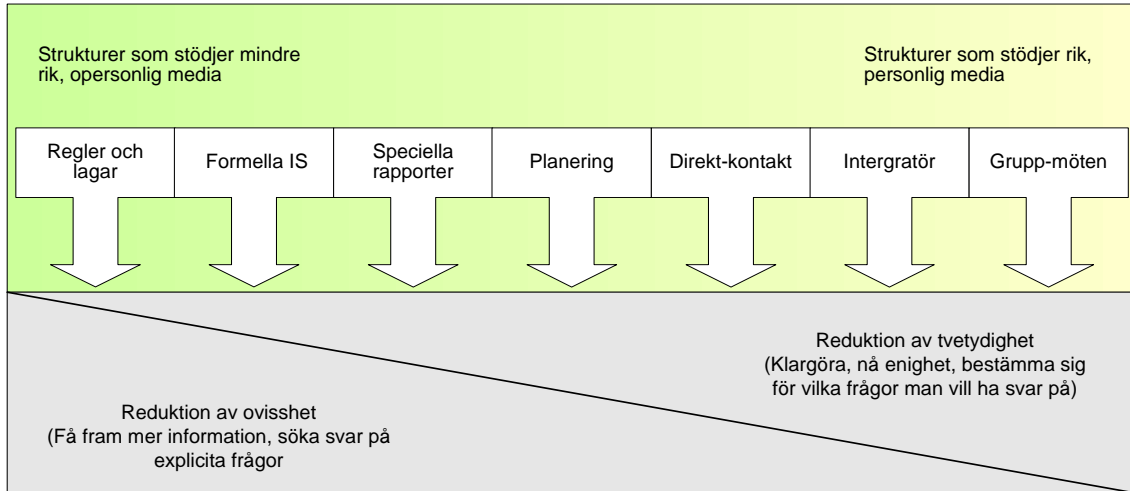 Strukturer som stödjer mindre
rik, opersonlig media
Strukturer som stödjer rik,
personlig media
Regler och
lagar
Formella IS
Speciella
rapporter
Planering
Direkt-kontakt
Intergratör
Grupp-möten
Reduktion av tvetydighet
(Klargöra, nå enighet, bestämma sig
för vilka frågor man vill ha svar på)
Reduktion av ovisshet
(Få fram mer information, söka svar på
explicita frågor